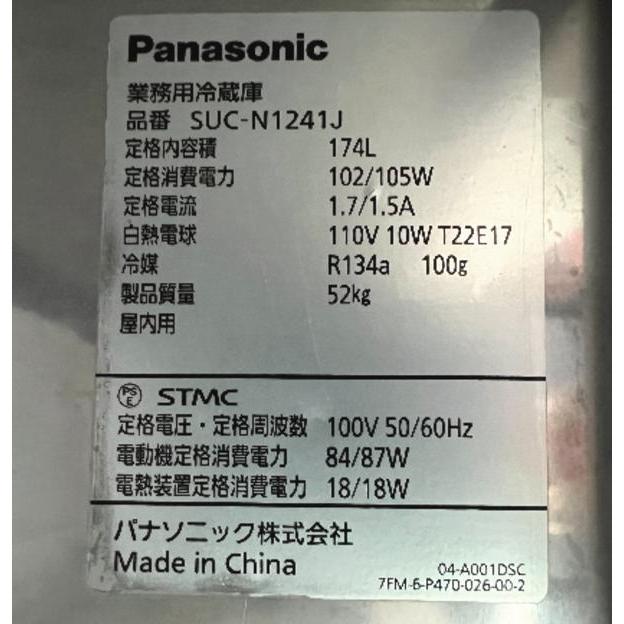 Panasonic
業務用冷蔵庫
品番 SUC-N1241J
定格内容積 174L
定格消費電力 102/105W
定格電流 1.7/1.5A
白熱電球 110V 10W T22E17
冷媒 R134a 100g
製品質量 52kg
屋内用
PSE STMC
定格電圧・定格周波数 100V 50/60Hz
電動機定格消費電力 84/87W
電熱装置定格消費電力 18/18W
パナソニック株式会社
Made in China
04-A001DSC
7FM-6-P470-026-00-2